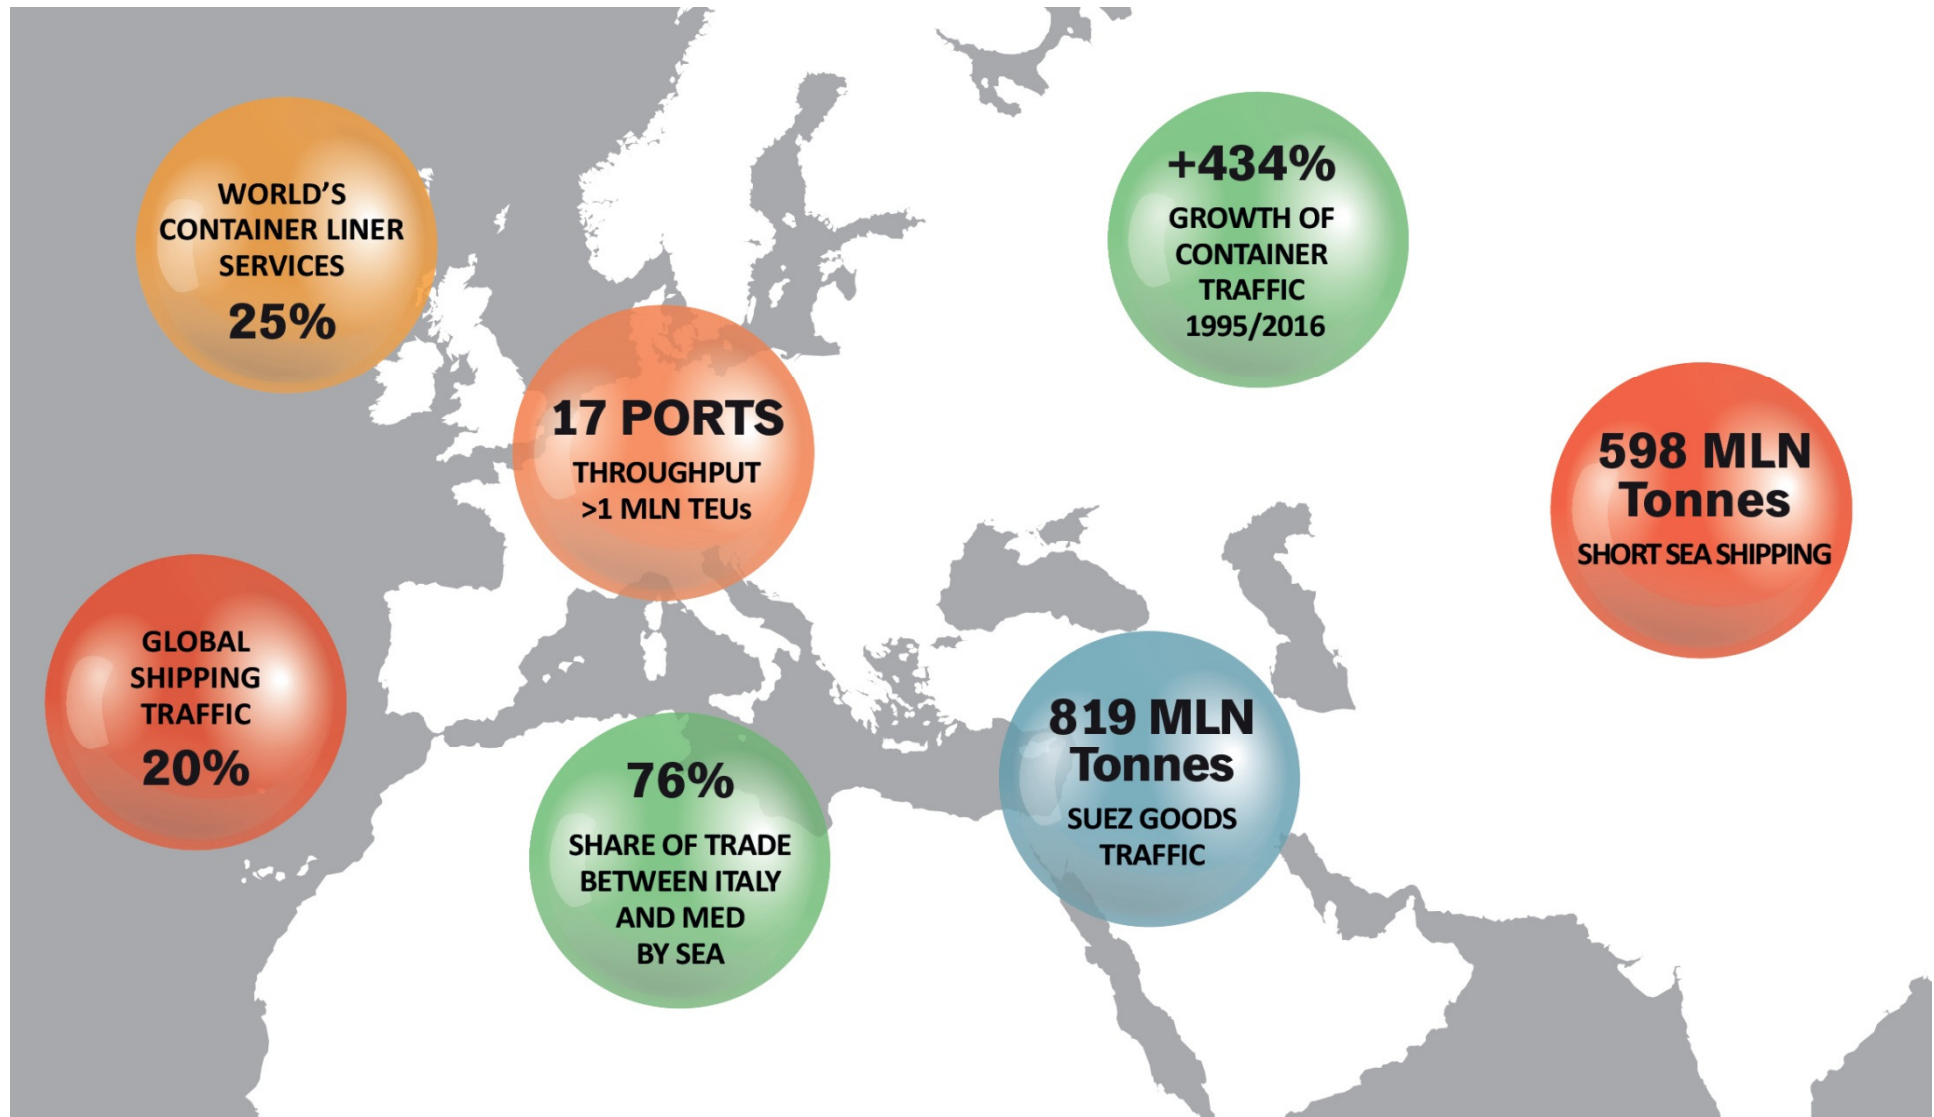 WORLD'S
CONTAINER LINER
SERVICES
25%
+434%
GROWTH OF
CONTAINER
TRAFFIC
1995/2016
17 PORTS
THROUGHPUT
>1 MLN TEUs
598 MLN
Tonnes
SHORT SEA SHIPPING
GLOBAL
SHIPPING
TRAFFIC
20%
76%
SHARE OF TRADE
BETWEEN ITALY
AND MED
BY SEA
819 MLN
Tonnes
SUEZ GOODS
TRAFFIC